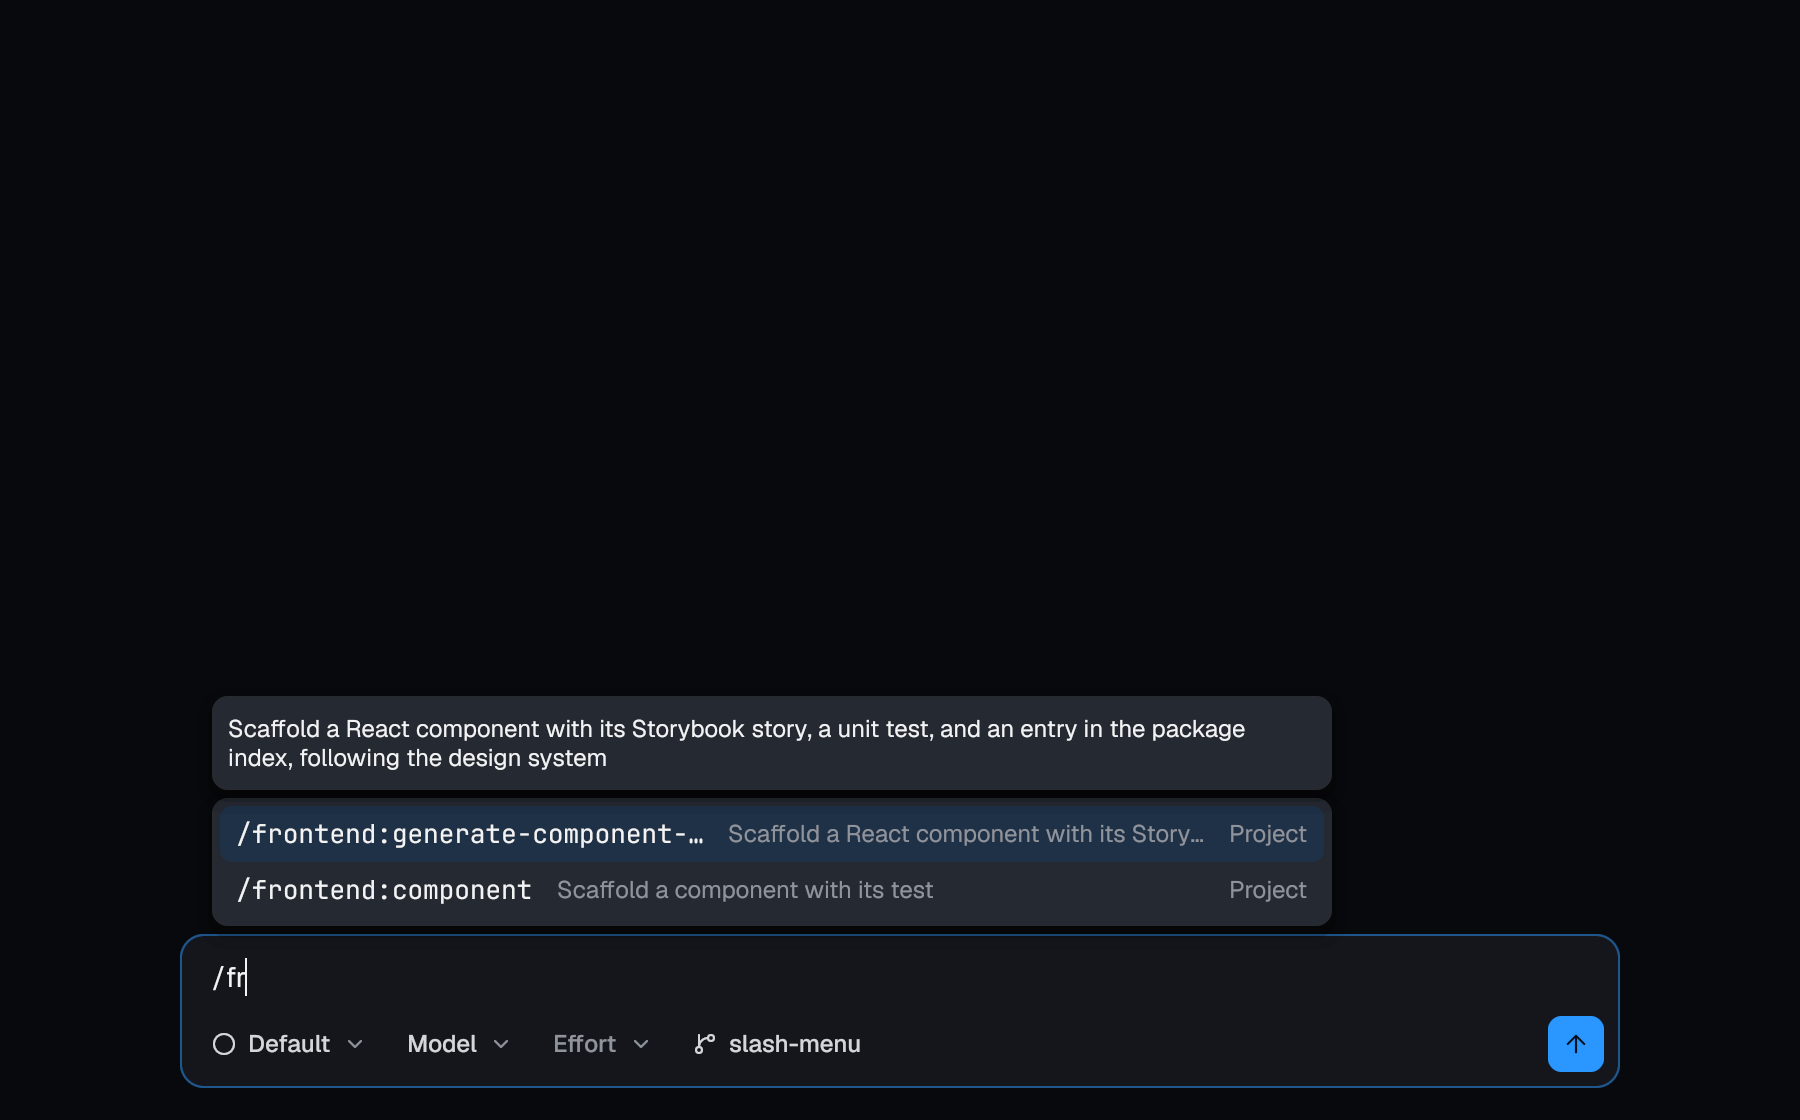 Scaffold a React component with its Storybook story, a unit test, and an entry in the package
index, following the design system
/frontend:generate-component-… Scaffold a React component with its Story… Project
/frontend:component Scaffold a component with its test Project
/fr
Default Model Effort slash-menu